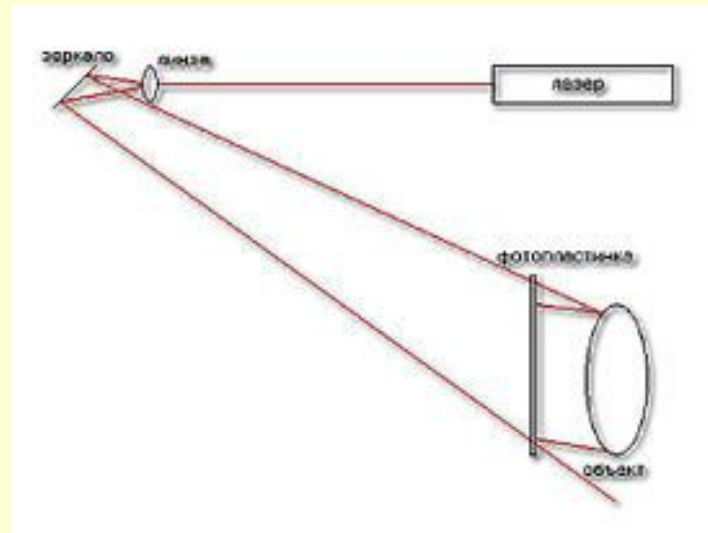 зеркало
линза
лазер
фотопластинка
объект